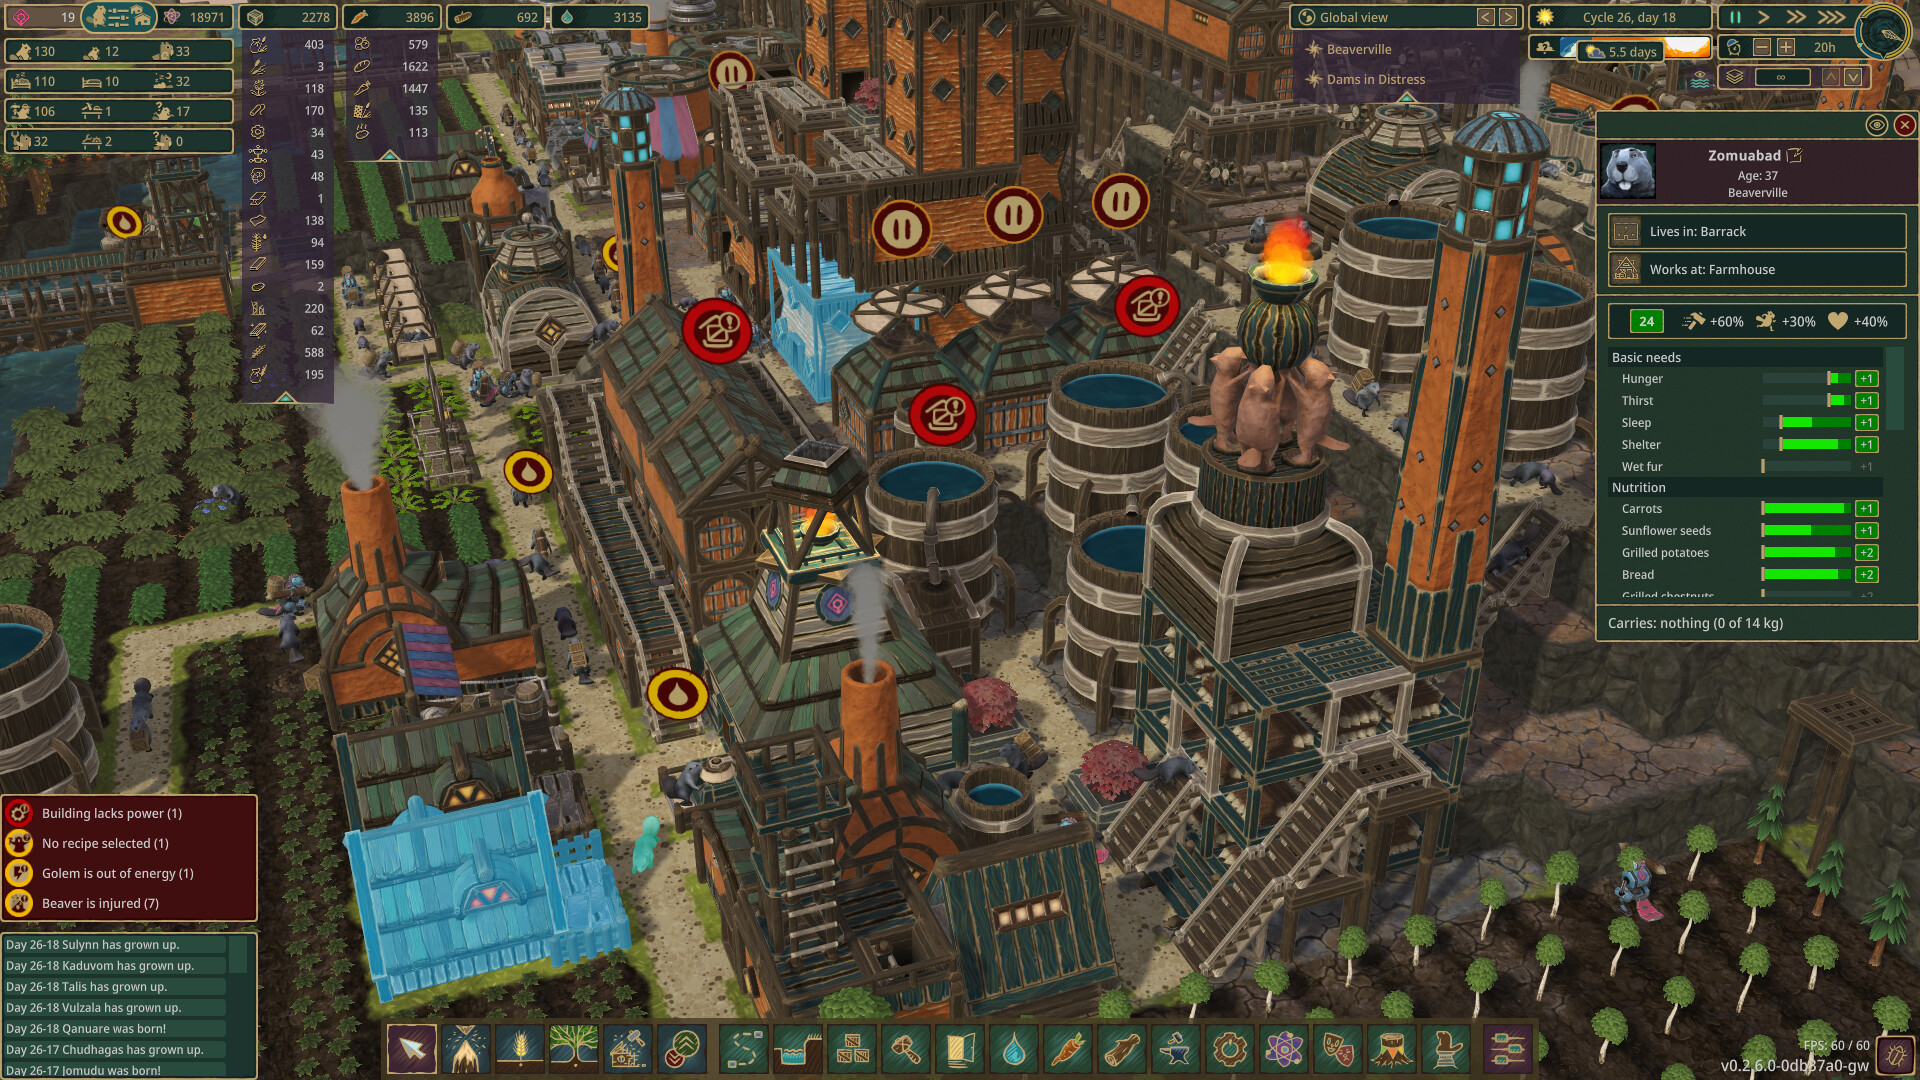 19
18971
2278
3896
692
3135
Global view
Cycle 26, day 18
5.5 days
20h
∞
Beaverville
Dams in Distress
130
12
33
110
10
32
106
1
17
32
2
0
403
3
118
170
34
43
48
1
138
94
159
2
220
62
588
195
579
1622
1447
135
113
Zomuabad
Age: 37
Beaverville
Lives in: Barrack
Works at: Farmhouse
24
+60%
+30%
+40%
Basic needs
Hunger +1
Thirst +1
Sleep +1
Shelter +1
Wet fur +1
Nutrition
Carrots +1
Sunflower seeds +1
Grilled potatoes +2
Bread +2
Grilled chestnuts +2
Carries: nothing (0 of 14 kg)
Building lacks power (1)
No recipe selected (1)
Golem is out of energy (1)
Beaver is injured (7)
Day 26-18 Sulynn has grown up.
Day 26-18 Kaduvom has grown up.
Day 26-18 Talis has grown up.
Day 26-18 Vulzala has grown up.
Day 26-18 Qanuare was born!
Day 26-17 Chudhagas has grown up.
Day 26-17 Jomudu was born!
FPS: 60 / 60
v0.2.6.0-0db37a0-gw